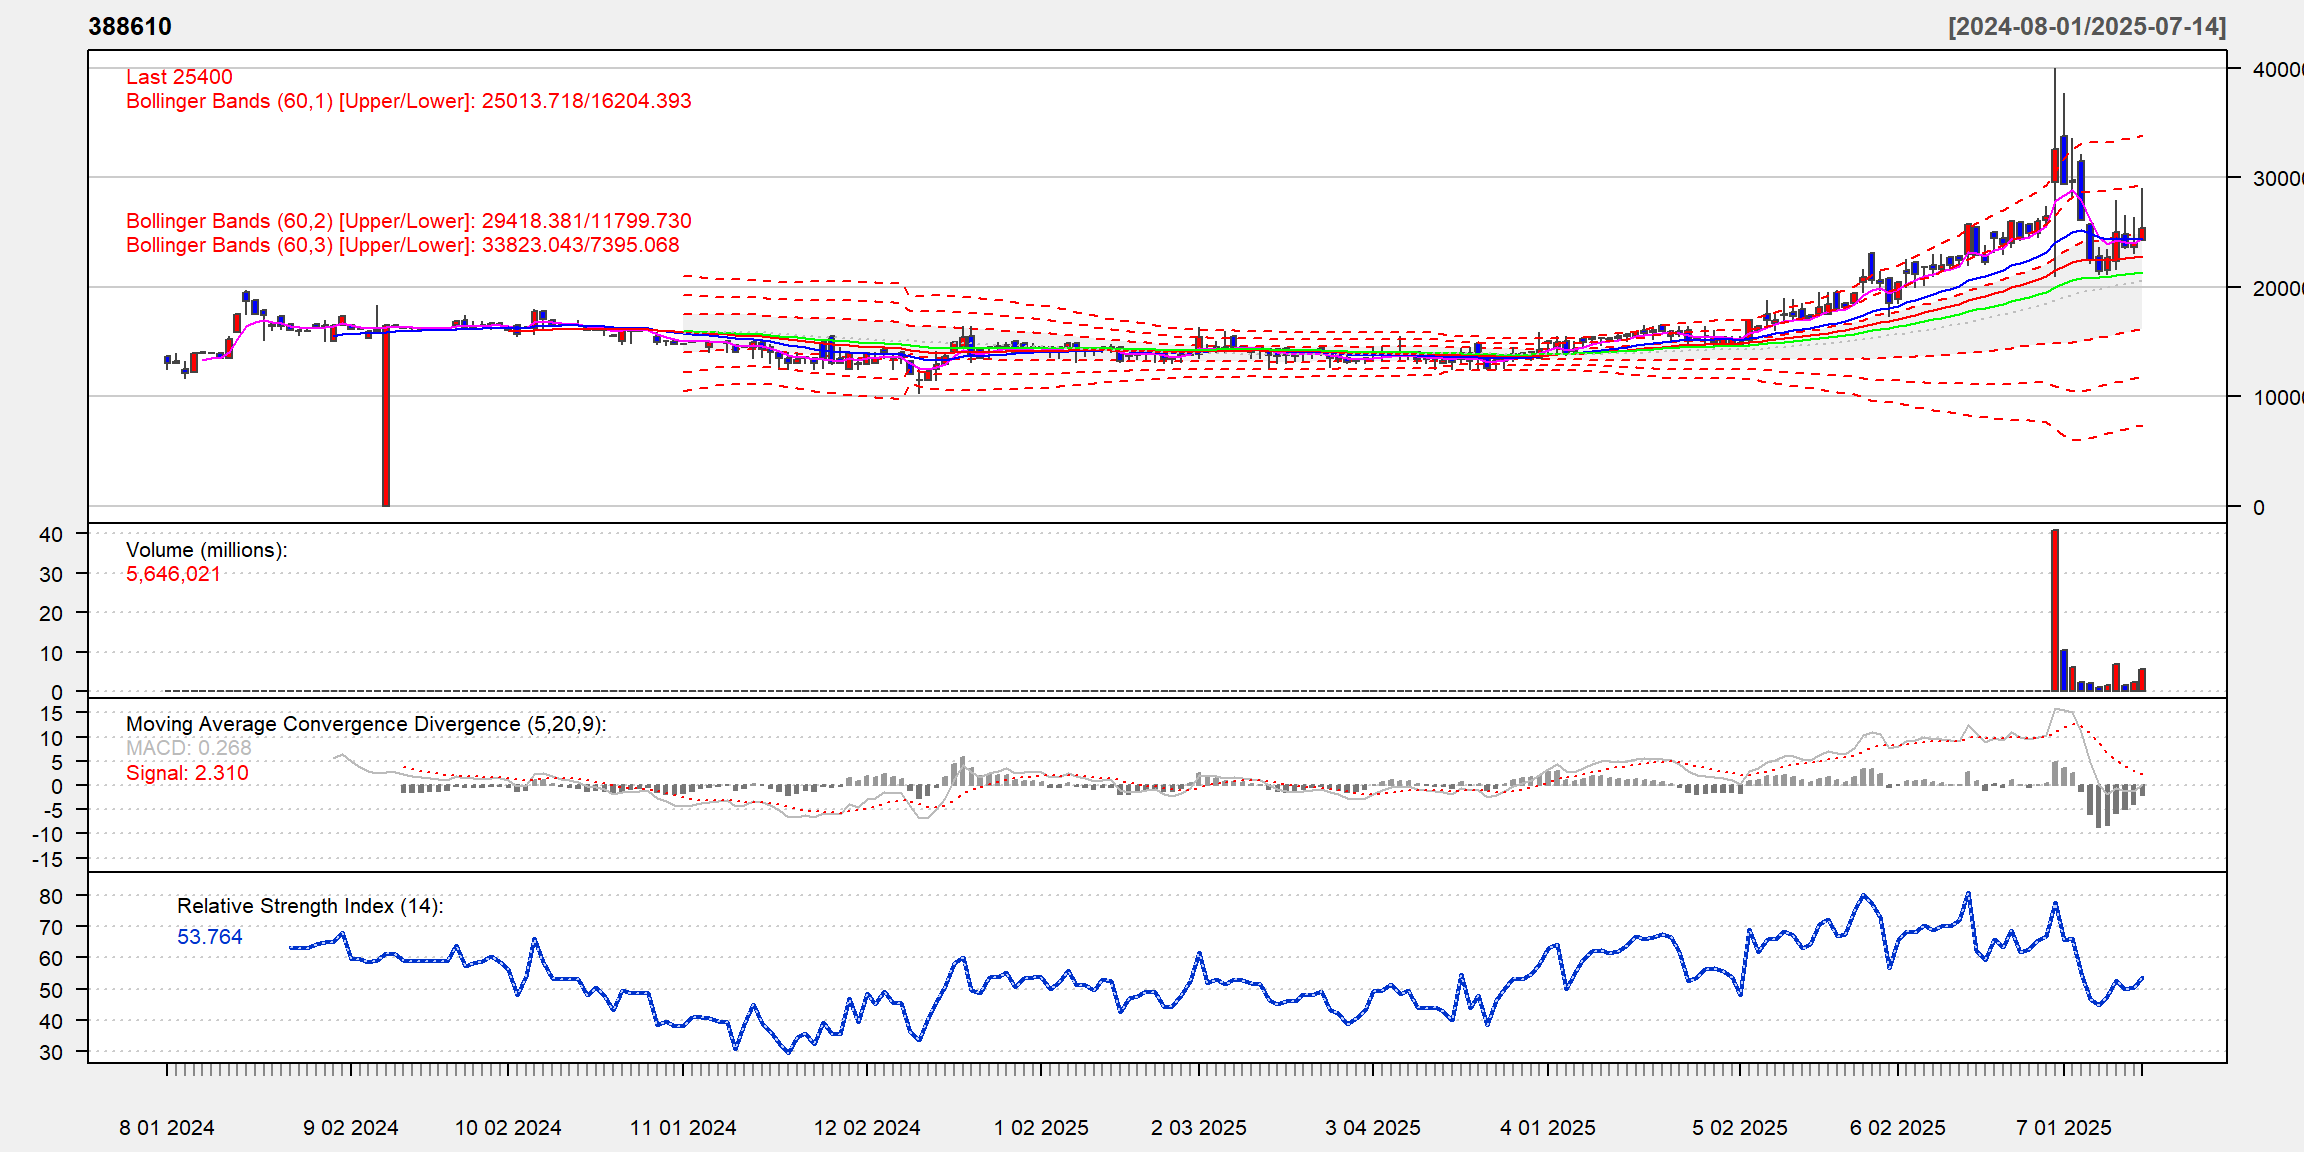 388610
[2024-08-01/2025-07-14]
Last 25400
Bollinger Bands (60,1) [Upper/Lower]: 25013.718/16204.393
Bollinger Bands (60,2) [Upper/Lower]: 29418.381/11799.730
Bollinger Bands (60,3) [Upper/Lower]: 33823.043/7395.068
40000
30000
20000
10000
0
Volume (millions):
5,646,021
40
30
20
10
0
Moving Average Convergence Divergence (5,20,9):
MACD: 0.268
Signal: 2.310
15
10
5
0
-5
-10
-15
Relative Strength Index (14):
53.764
80
70
60
50
40
30
8 01 2024
9 02 2024
10 02 2024
11 01 2024
12 02 2024
1 02 2025
2 03 2025
3 04 2025
4 01 2025
5 02 2025
6 02 2025
7 01 2025